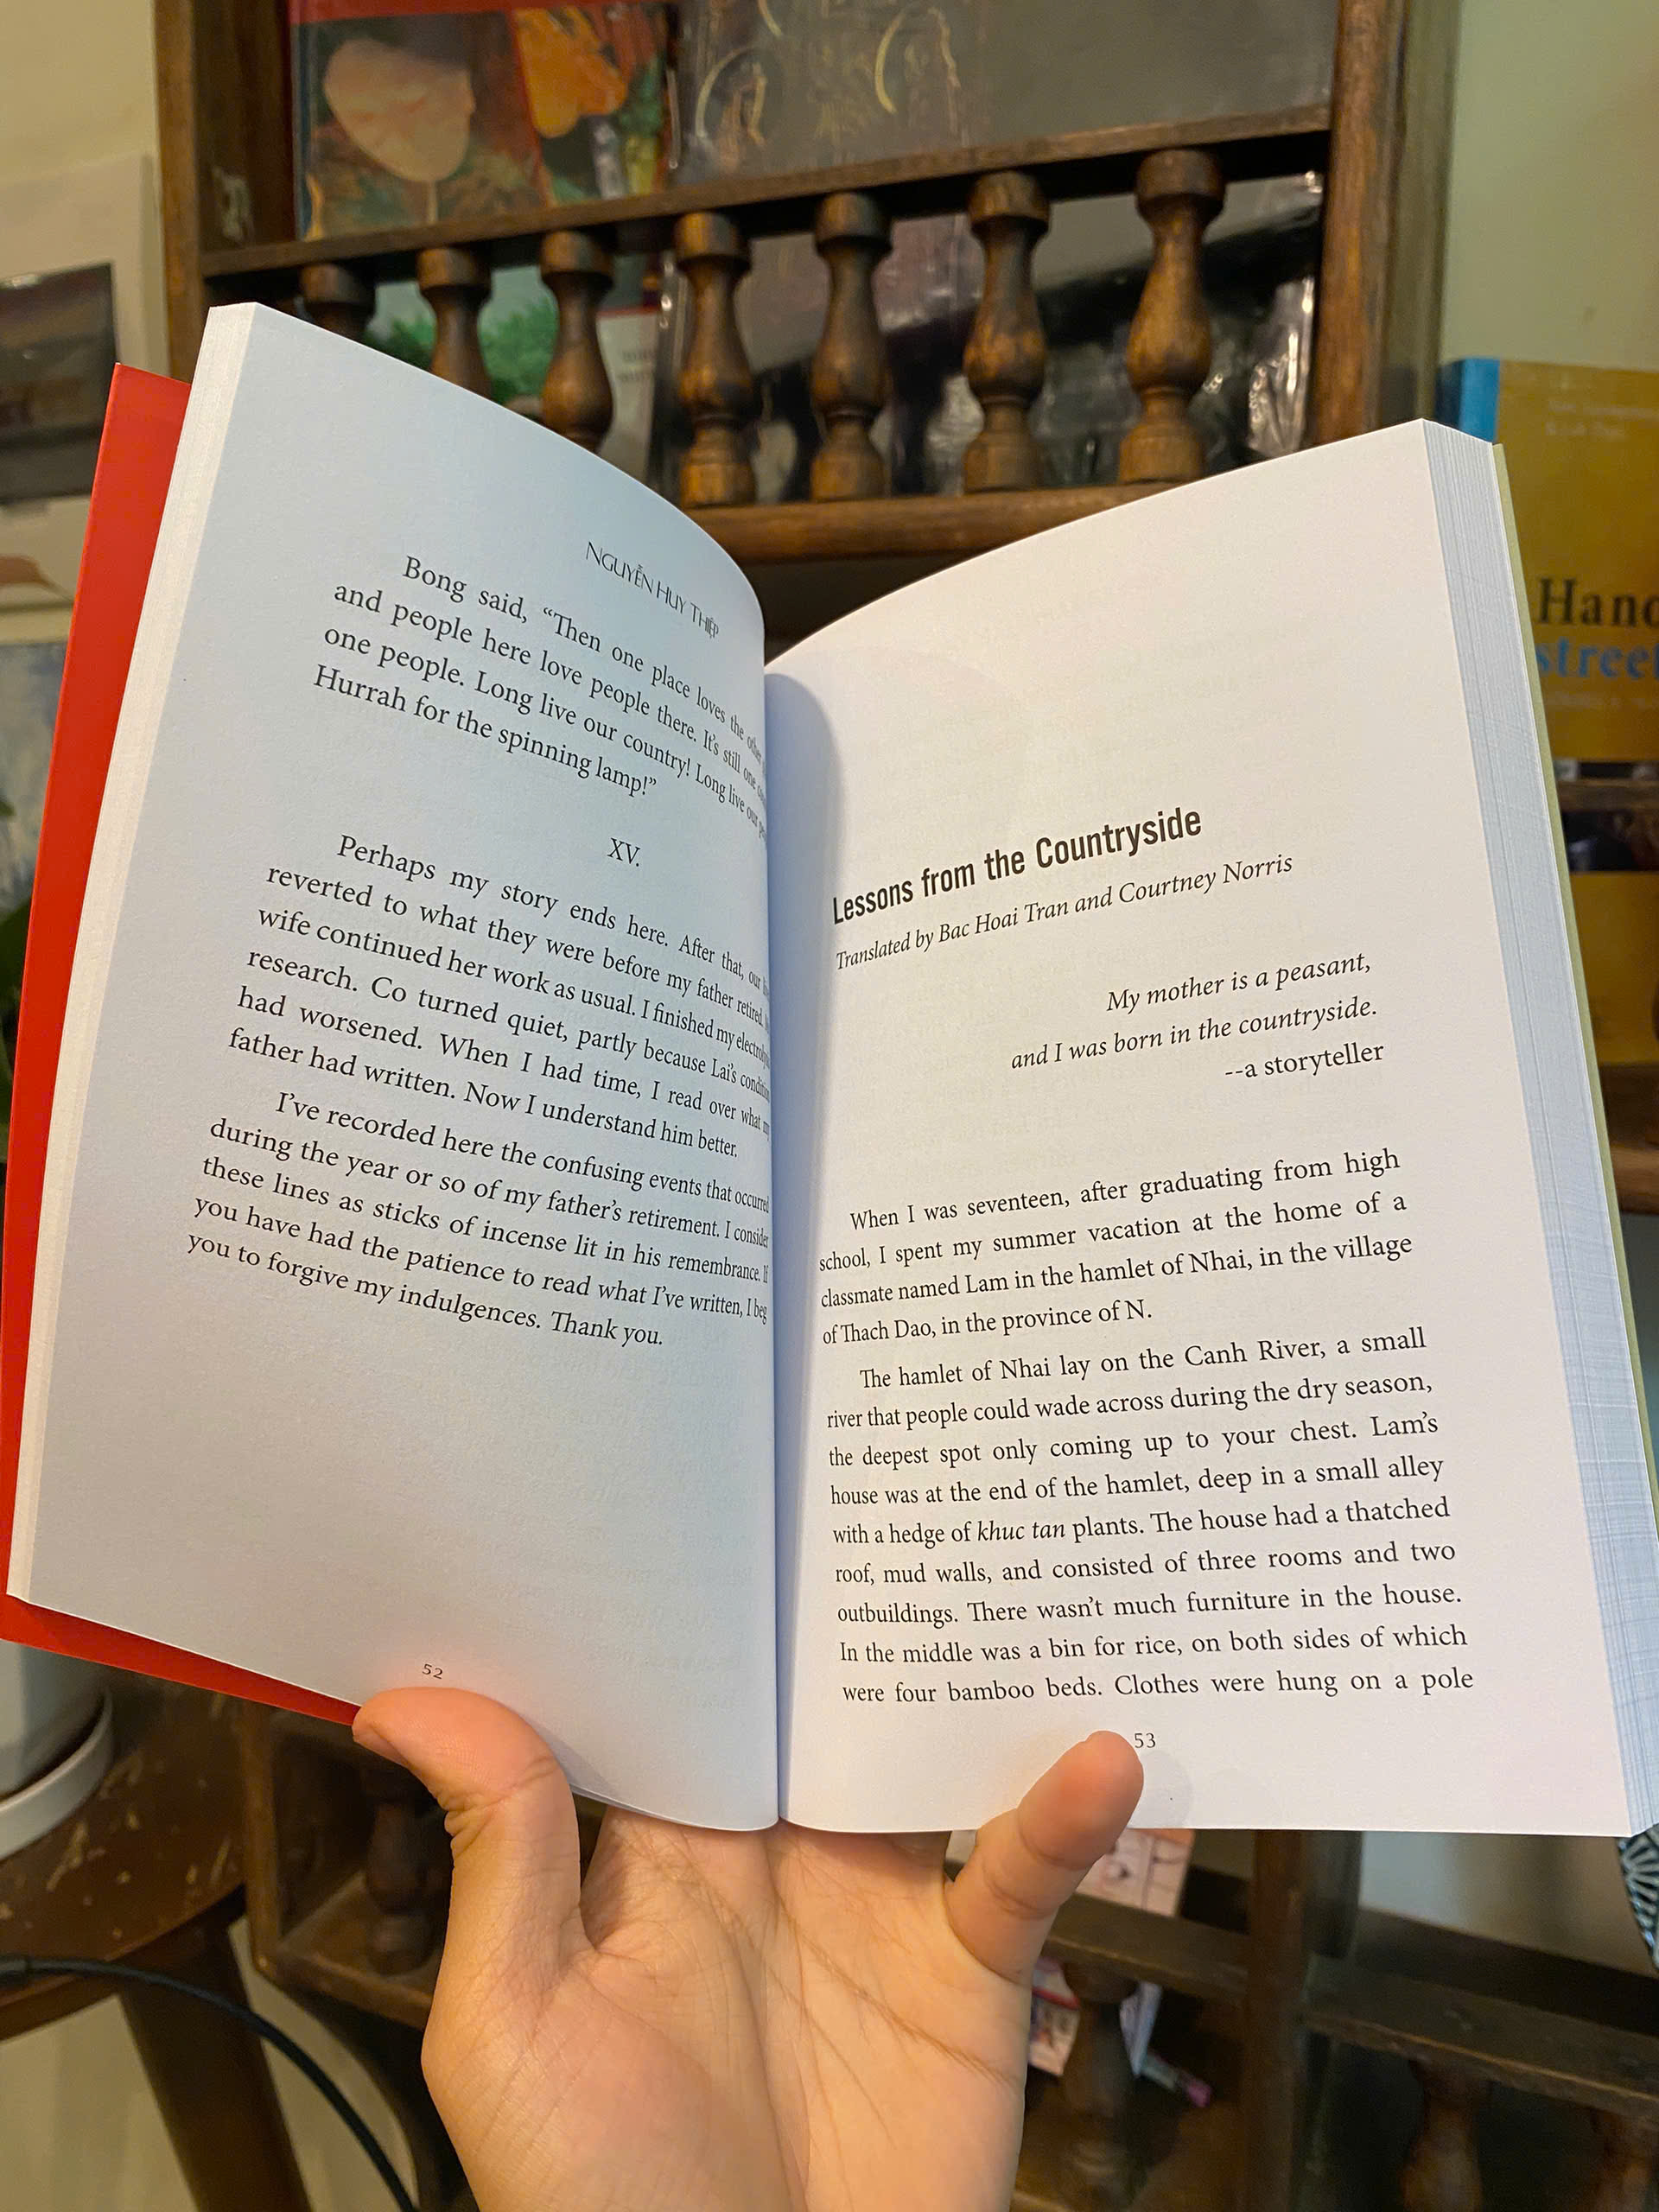 NGUYỄN HUY THIỆP
Bong said, “Then one place loves the other
and people here love people there. It’s still one
one people. Long live our country! Long live our
Hurrah for the spinning lamp!”
XV.
Perhaps my story ends here. After that, our
reverted to what they were before my father retired.
wife continued her work as usual. I finished my
research. Co turned quiet, partly because Lai’s
had worsened. When I had time, I read over what my
father had written. Now I understand him better.
I’ve recorded here the confusing events that occurred
during the year or so of my father’s retirement. I consider
these lines as sticks of incense lit in his remembrance. If
you have had the patience to read what I’ve written, I beg
you to forgive my indulgences. Thank you.
52
Lessons from the Countryside
Translated by Bac Hoai Tran and Courtney Norris
My mother is a peasant,
and I was born in the countryside.
--a storyteller
When I was seventeen, after graduating from high
school, I spent my summer vacation at the home of a
classmate named Lam in the hamlet of Nhai, in the village
of Thach Dao, in the province of N.
The hamlet of Nhai lay on the Canh River, a small
river that people could wade across during the dry season,
the deepest spot only coming up to your chest. Lam’s
house was at the end of the hamlet, deep in a small alley
with a hedge of khuc tan plants. The house had a thatched
roof, mud walls, and consisted of three rooms and two
outbuildings. There wasn’t much furniture in the house.
In the middle was a bin for rice, on both sides of which
were four bamboo beds. Clothes were hung on a pole
53
Hano
stree